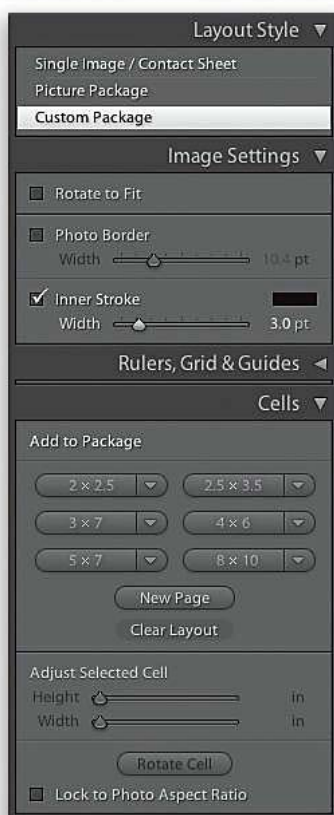 Layout Style
Single Image / Contact Sheet
Picture Package
Custom Package
Image Settings
Rotate to Fit
Photo Border
Width 10.4 pt
Inner Stroke
Width 3.0 pt
Rulers, Grid & Guides
Cells
Add to Package
2 × 2.5 2.5 × 3.5
3 × 7 4 × 6
5 × 7 8 × 10
New Page
Clear Layout
Adjust Selected Cell
Height in
Width in
Rotate Cell
Lock to Photo Aspect Ratio